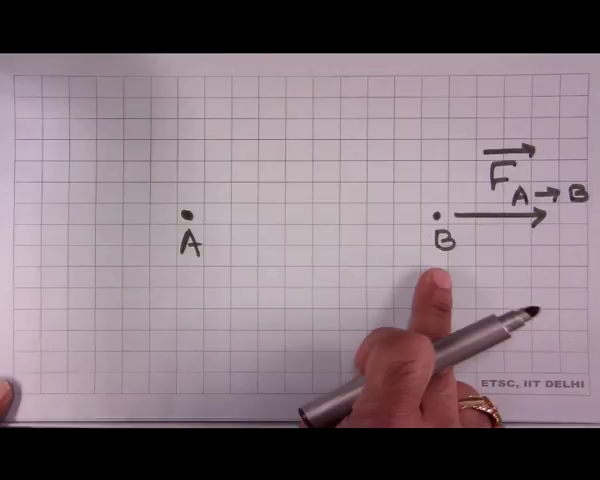 F A → B
A
B
ETSC, IIT DELHI